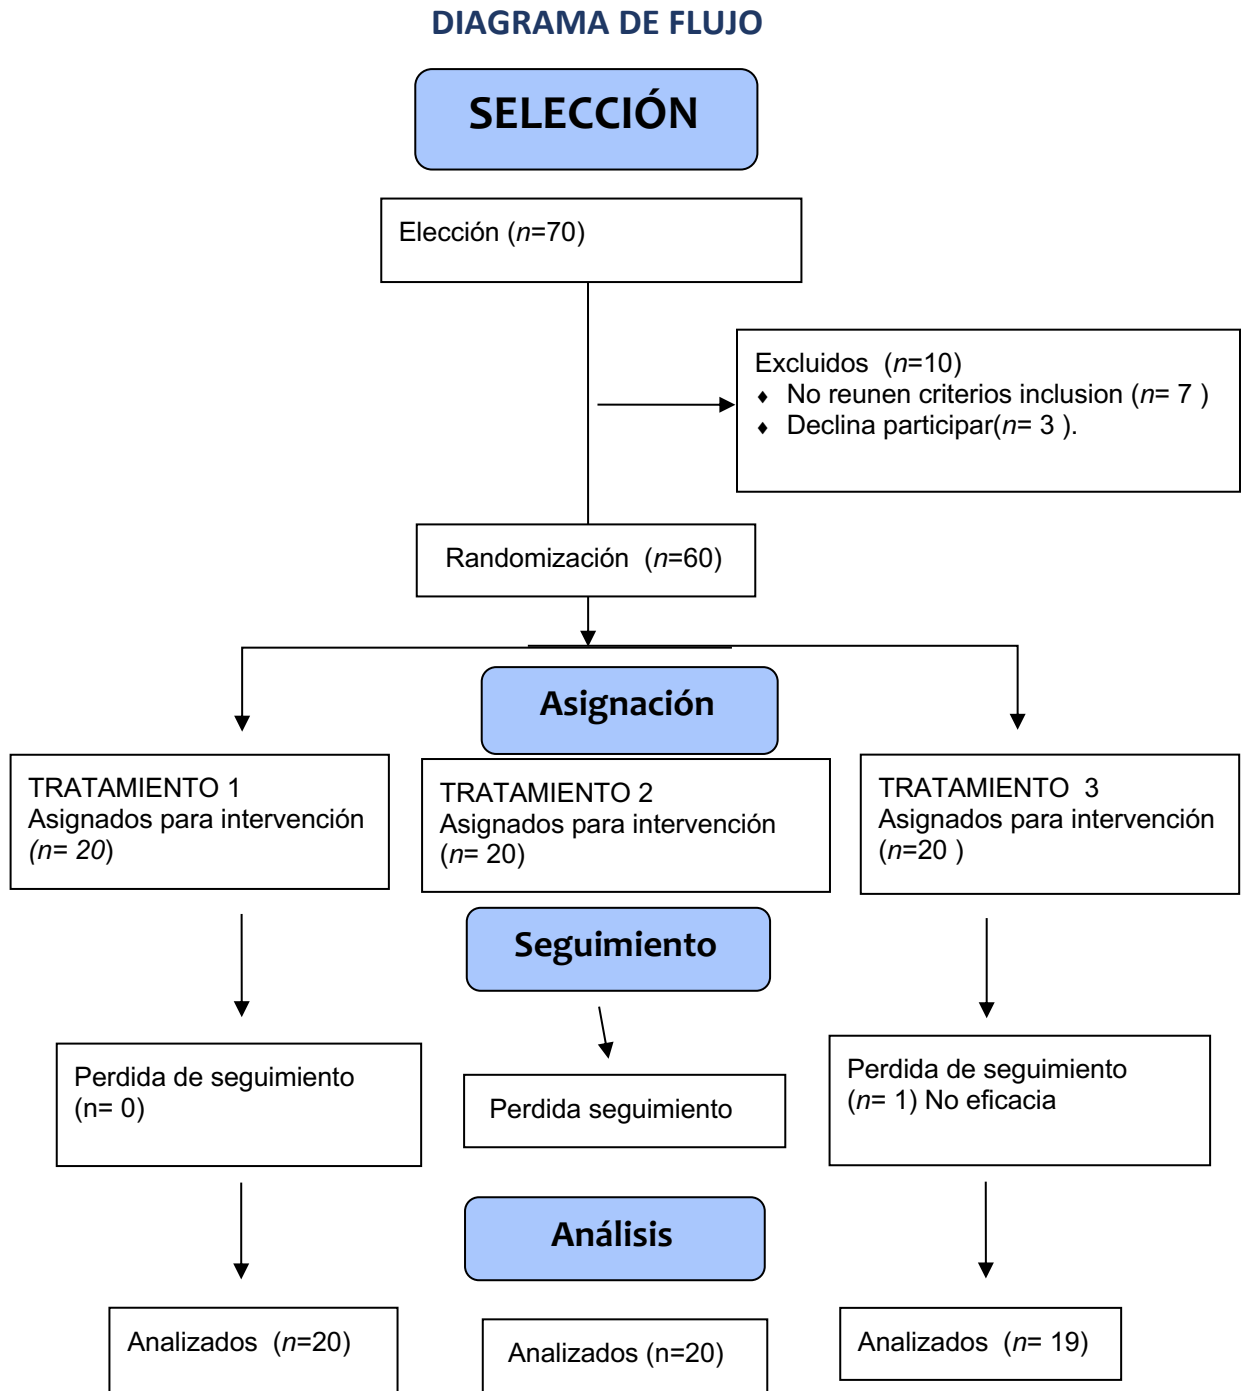 DIAGRAMA DE FLUJO
SELECCIÓN
Elección (n=70)
Excluidos (n=10)
♦ No reunen criterios inclusion (n= 7 )
♦ Declina participar(n= 3 ).
Randomización (n=60)
Asignación
TRATAMIENTO 1
Asignados para intervención
(n= 20)
TRATAMIENTO 2
Asignados para intervención
(n= 20)
TRATAMIENTO 3
Asignados para intervención
(n=20 )
Seguimiento
Perdida de seguimiento
(n= 0)
Perdida seguimiento
Perdida de seguimiento
(n= 1) No eficacia
Análisis
Analizados (n=20)
Analizados (n=20)
Analizados (n= 19)